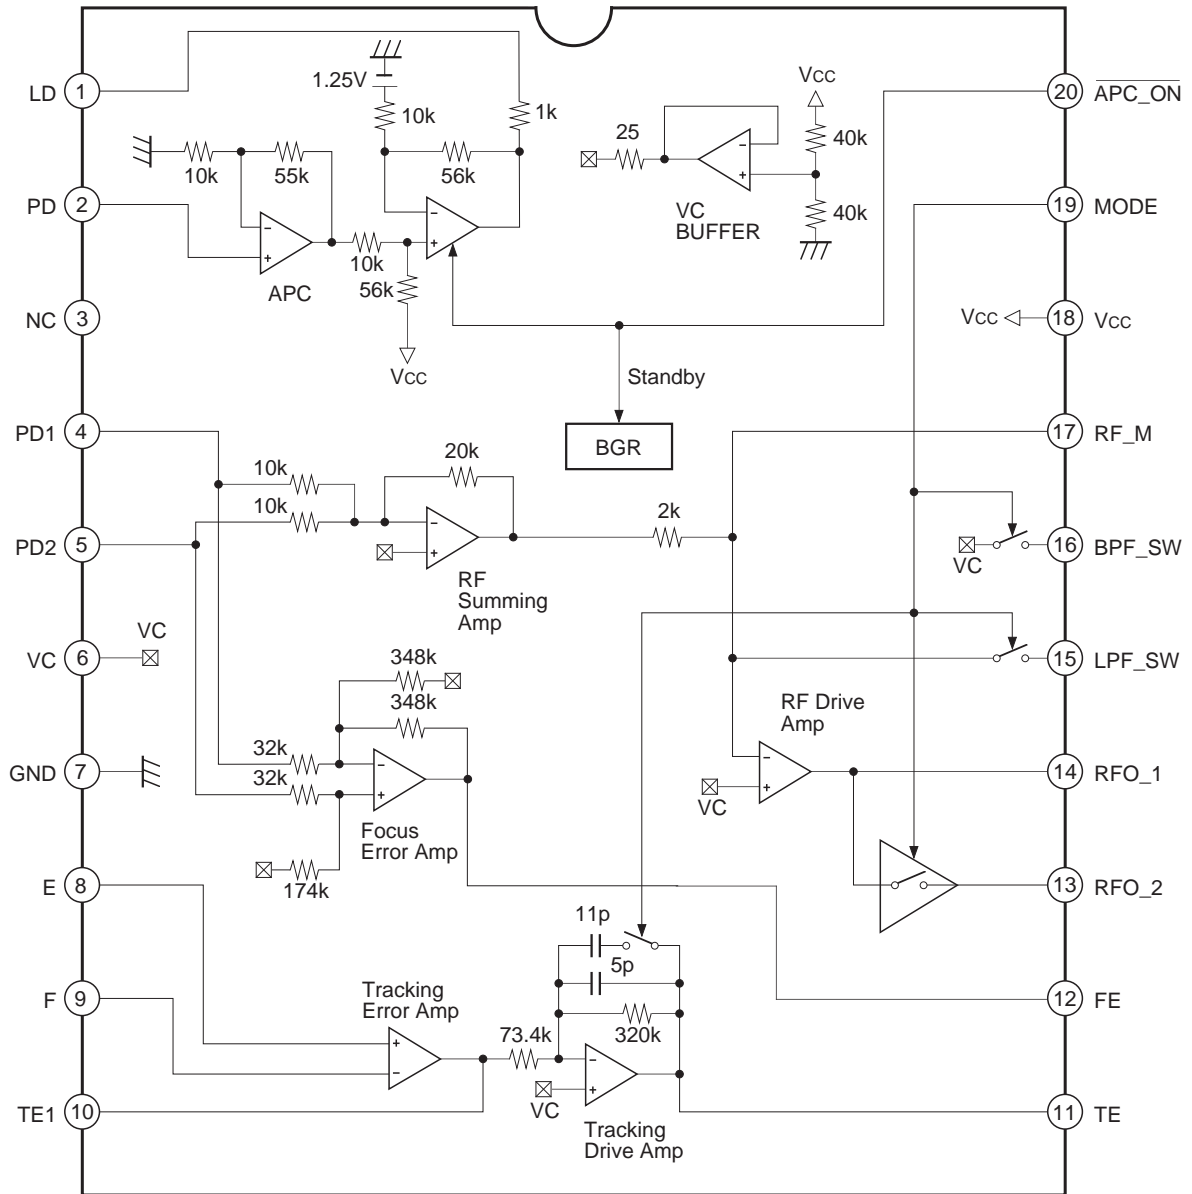 LD
1
1.25V
10k
1k
10k
55k
56k
PD
2
10k
56k
APC
VCC
NC
3
25
VC
BUFFER
VCC
40k
40k
20
APC_ON
19
MODE
VCC
18
VCC
Standby
BGR
PD1
4
10k
10k
20k
2k
17
RF_M
PD2
5
RF
Summing
Amp
VC
16
BPF_SW
VC
6
VC
348k
348k
RF Drive
Amp
15
LPF_SW
GND
7
32k
32k
Focus
Error Amp
174k
VC
14
RFO_1
E
8
13
RFO_2
11p
5p
F
9
Tracking
Error Amp
73.4k
320k
12
FE
TE1
10
VC
Tracking
Drive Amp
11
TE